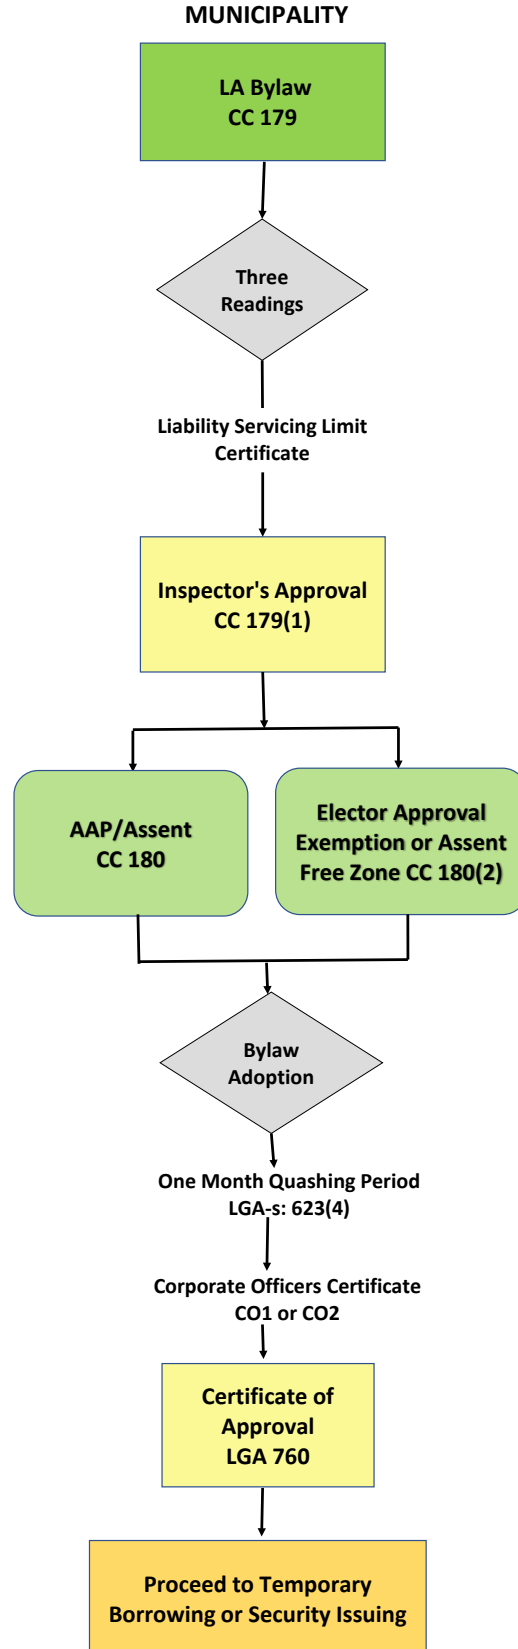 MUNICIPALITY
LA Bylaw
CC 179
Three
Readings
Liability Servicing Limit
Certificate
Inspector's Approval
CC 179(1)
AAP/Assent
CC 180
Elector Approval
Exemption or Assent
Free Zone CC 180(2)
Bylaw
Adoption
One Month Quashing Period
LGA-s: 623(4)
Corporate Officers Certificate
CO1 or CO2
Certificate of
Approval
LGA 760
Proceed to Temporary
Borrowing or Security Issuing